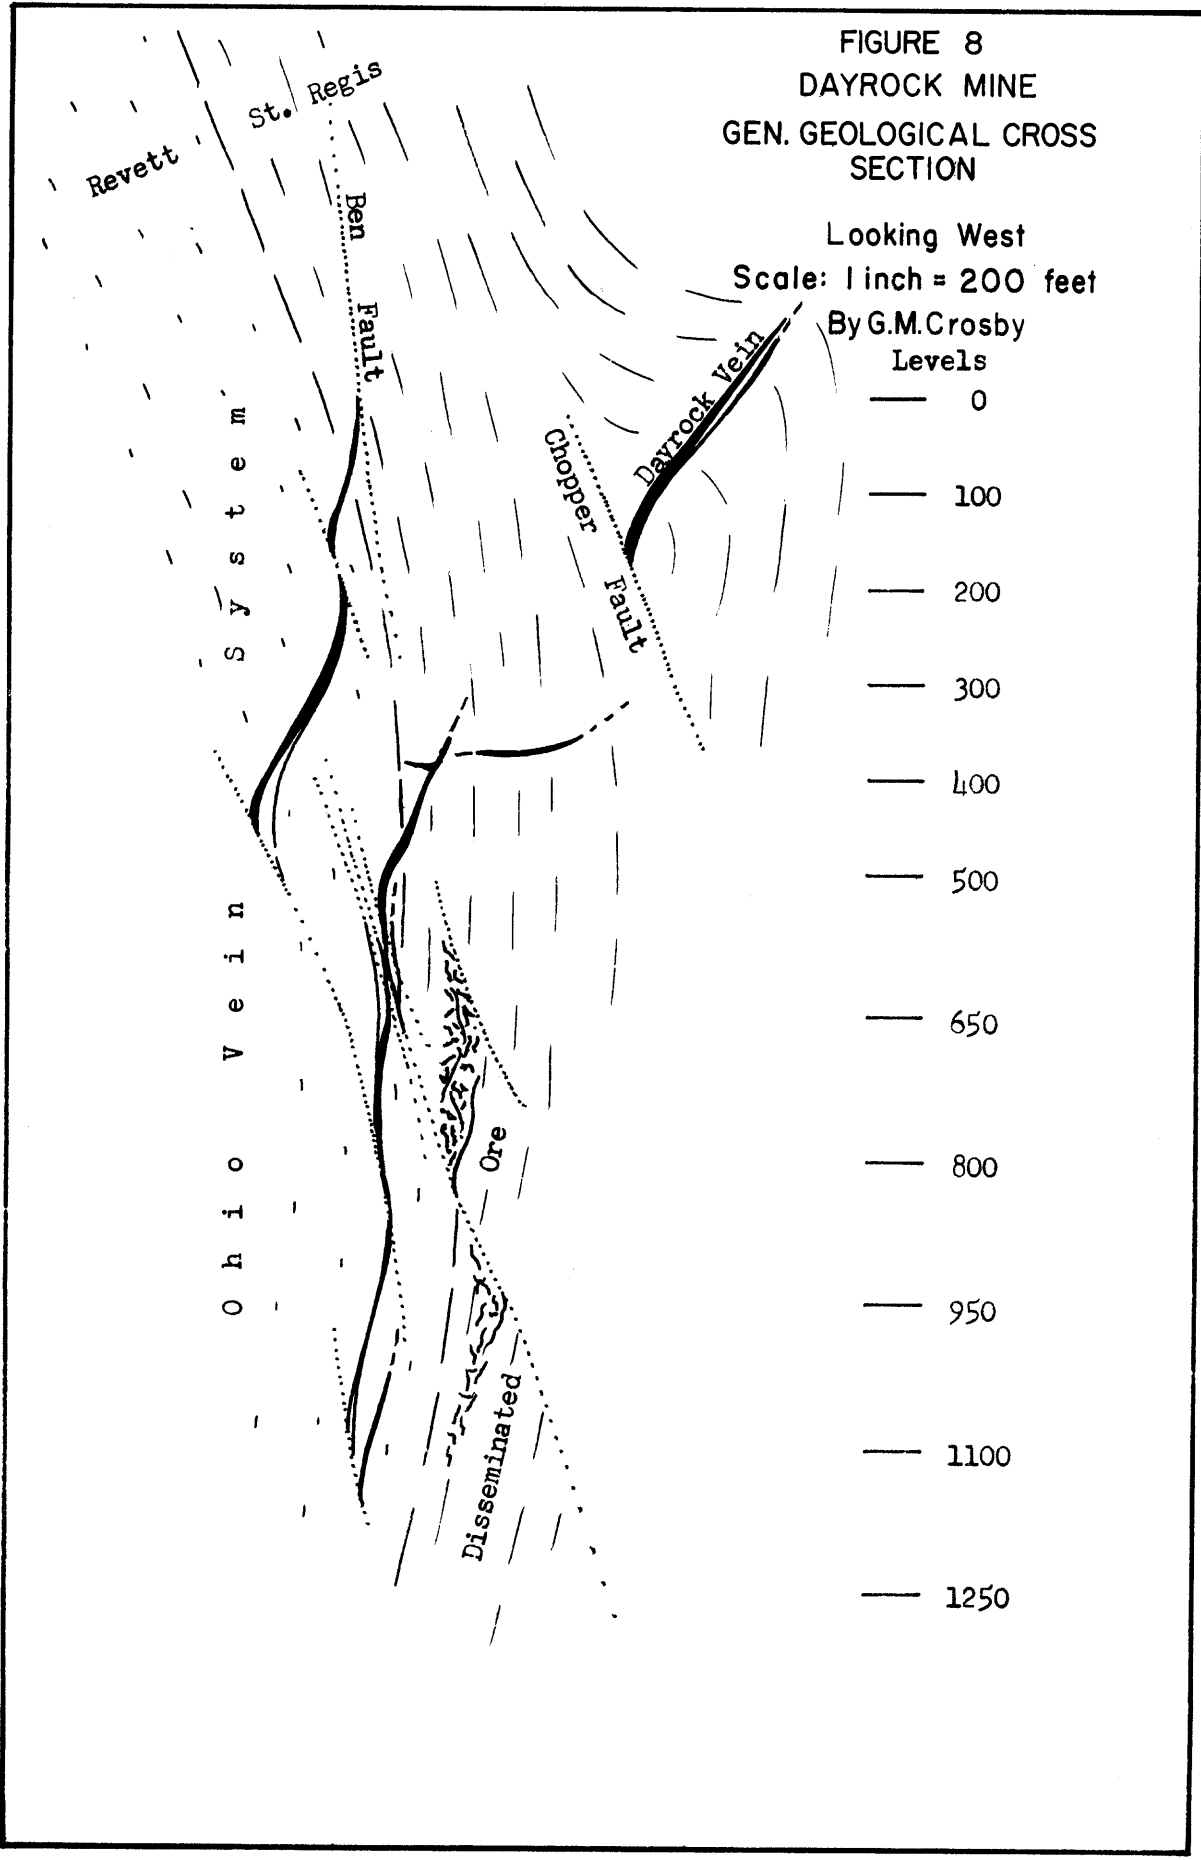 FIGURE 8
DAYROCK MINE
GEN. GEOLOGICAL CROSS
SECTION
Looking West
Scale: 1 inch = 200 feet
By G.M. Crosby
Levels
0
100
200
300
400
500
650
800
950
1100
1250
Revett
St. Regis
Ben Fault
Dayrock Vein
Chopper Fault
Ohio Vein System
Disseminated Ore